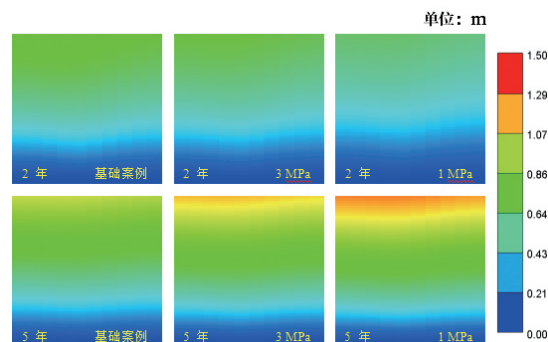 单位：m
2 年 基础案例
2 年 3 MPa
2 年 1 MPa
5 年 基础案例
5 年 3 MPa
5 年 1 MPa
1.50
1.29
1.07
0.86
0.64
0.43
0.21
0.00